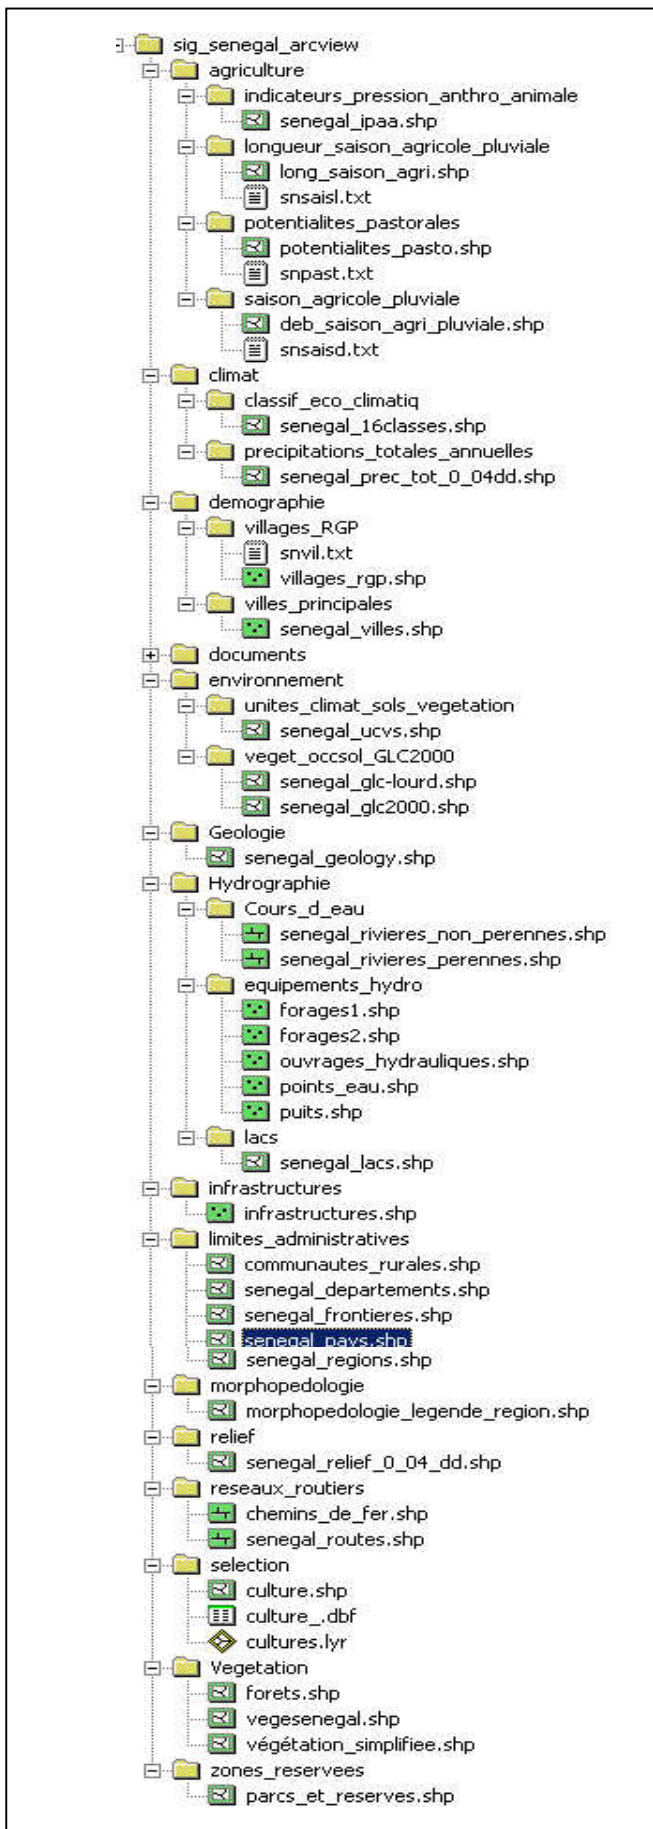 sig_senegal_arcview
agriculture
indicateurs_pression_anthro_animale
senegal_ipaa.shp
longueur_saison_agricole_pluviale
long_saison_agri.shp
snsaisl.txt
potentialites_pastorales
potentialites_pasto.shp
snpast.txt
saison_agricole_pluviale
deb_saison_agri_pluviale.shp
snsaisd.txt
climat
classif_eco_climatiq
senegal_16classes.shp
precipitations_totales_annuelles
senegal_prec_tot_0_04dd.shp
demographie
villages_RGP
snvil.txt
villages_rgp.shp
villes_principales
senegal_villes.shp
documents
environnement
unites_climat_sols_vegetation
senegal_ucvs.shp
veget_occsol_GLC2000
senegal_glc-lourd.shp
senegal_glc2000.shp
Geologie
senegal_geology.shp
Hydrographie
Cours_d_eau
senegal_rivieres_non_perennes.shp
senegal_rivieres_perennes.shp
equipements_hydro
forages1.shp
forages2.shp
ouvrages_hydrauliques.shp
points_eau.shp
puits.shp
lacs
senegal_lacs.shp
infrastructures
infrastructures.shp
limites_administratives
communautes_rurales.shp
senegal_departements.shp
senegal_frontieres.shp
senegal_pays.shp
senegal_regions.shp
morphopedologie
morphopedologie_legende_region.shp
relief
senegal_relief_0_04_dd.shp
reseaux_routiers
chemins_de_fer.shp
senegal_routes.shp
selection
culture.shp
culture_.dbf
cultures.lyr
Vegetation
forets.shp
vegesenegal.shp
végétation_simplifiee.shp
zones_reservees
parcs_et_reserves.shp